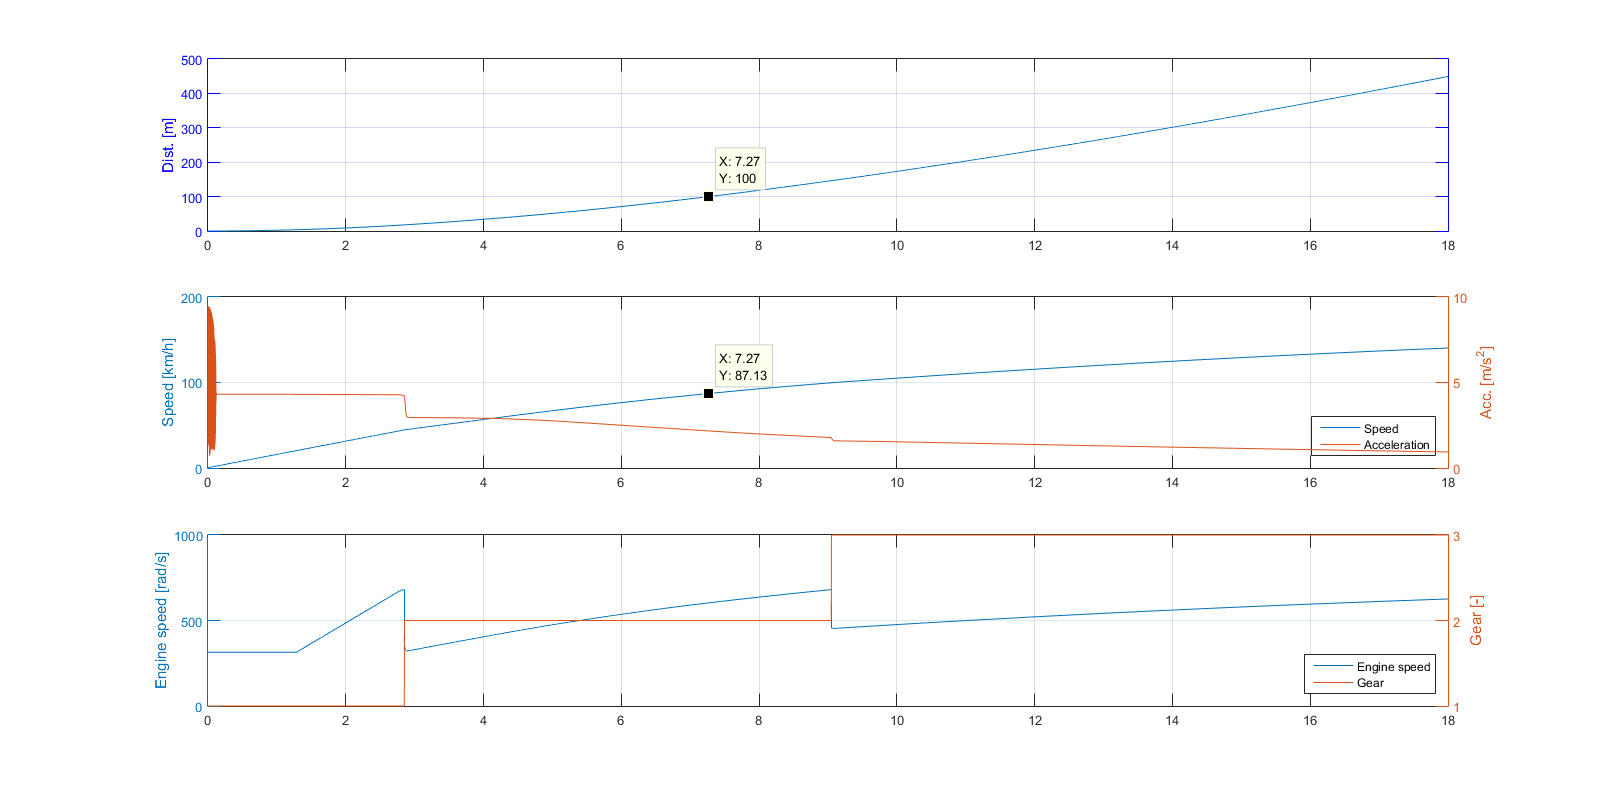 500
400
300
200
100
0
Dist. [m]
X: 7.27
Y: 100
0 2 4 6 8 10 12 14 16 18
200
100
0
Speed [km/h]
X: 7.27
Y: 87.13
10
5
0
Acc. [m/s²]
Speed
Acceleration
0 2 4 6 8 10 12 14 16 18
1000
500
0
Engine speed [rad/s]
3
2
1
Gear [-]
Engine speed
Gear
0 2 4 6 8 10 12 14 16 18